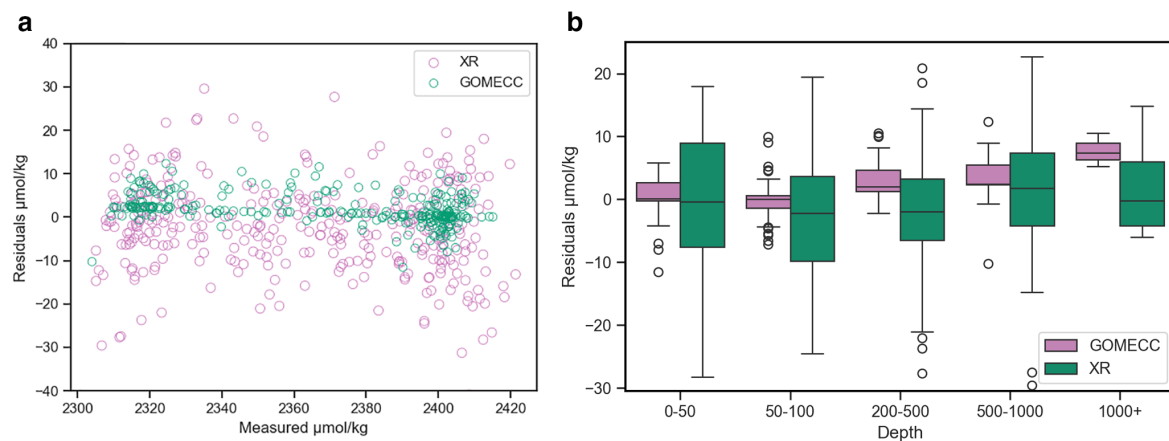 a
40
30
20
10
0
−10
−20
−30
−40
Residuals µmol/kg
2300 2320 2340 2360 2380 2400 2420
Measured µmol/kg
XR
GOMECC
b
20
10
0
−10
−20
−30
Residuals µmol/kg
0-50 50-100 200-500 500-1000 1000+
Depth
GOMECC
XR